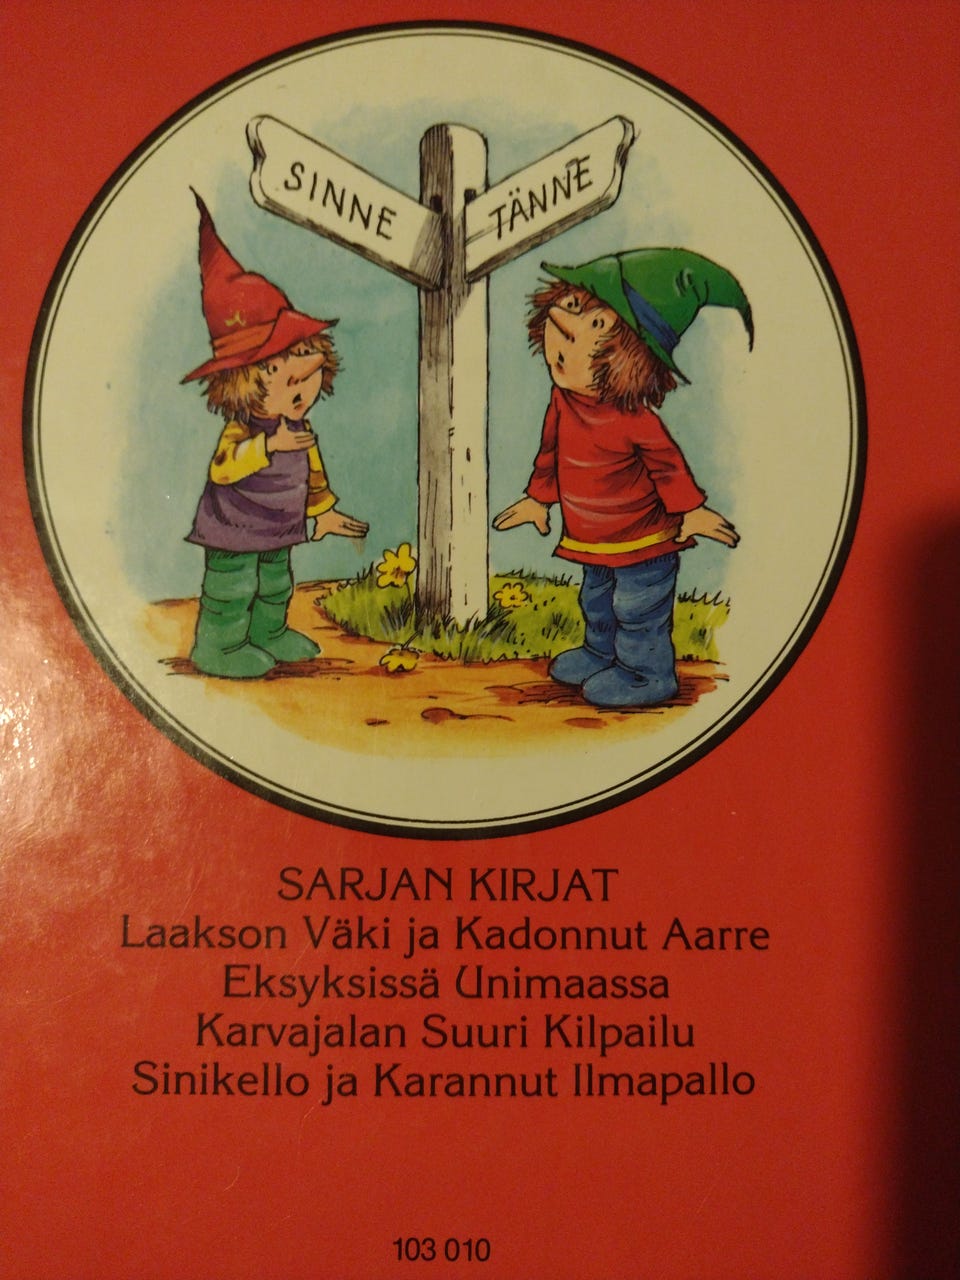 SINNE
TÄNNE
SARJAN KIRJAT
Laakson Väki ja Kadonnut Aarre
Eksyksissä Unimaassa
Karvajalan Suuri Kilpailu
Sinikello ja Karannut Ilmapallo
103 010